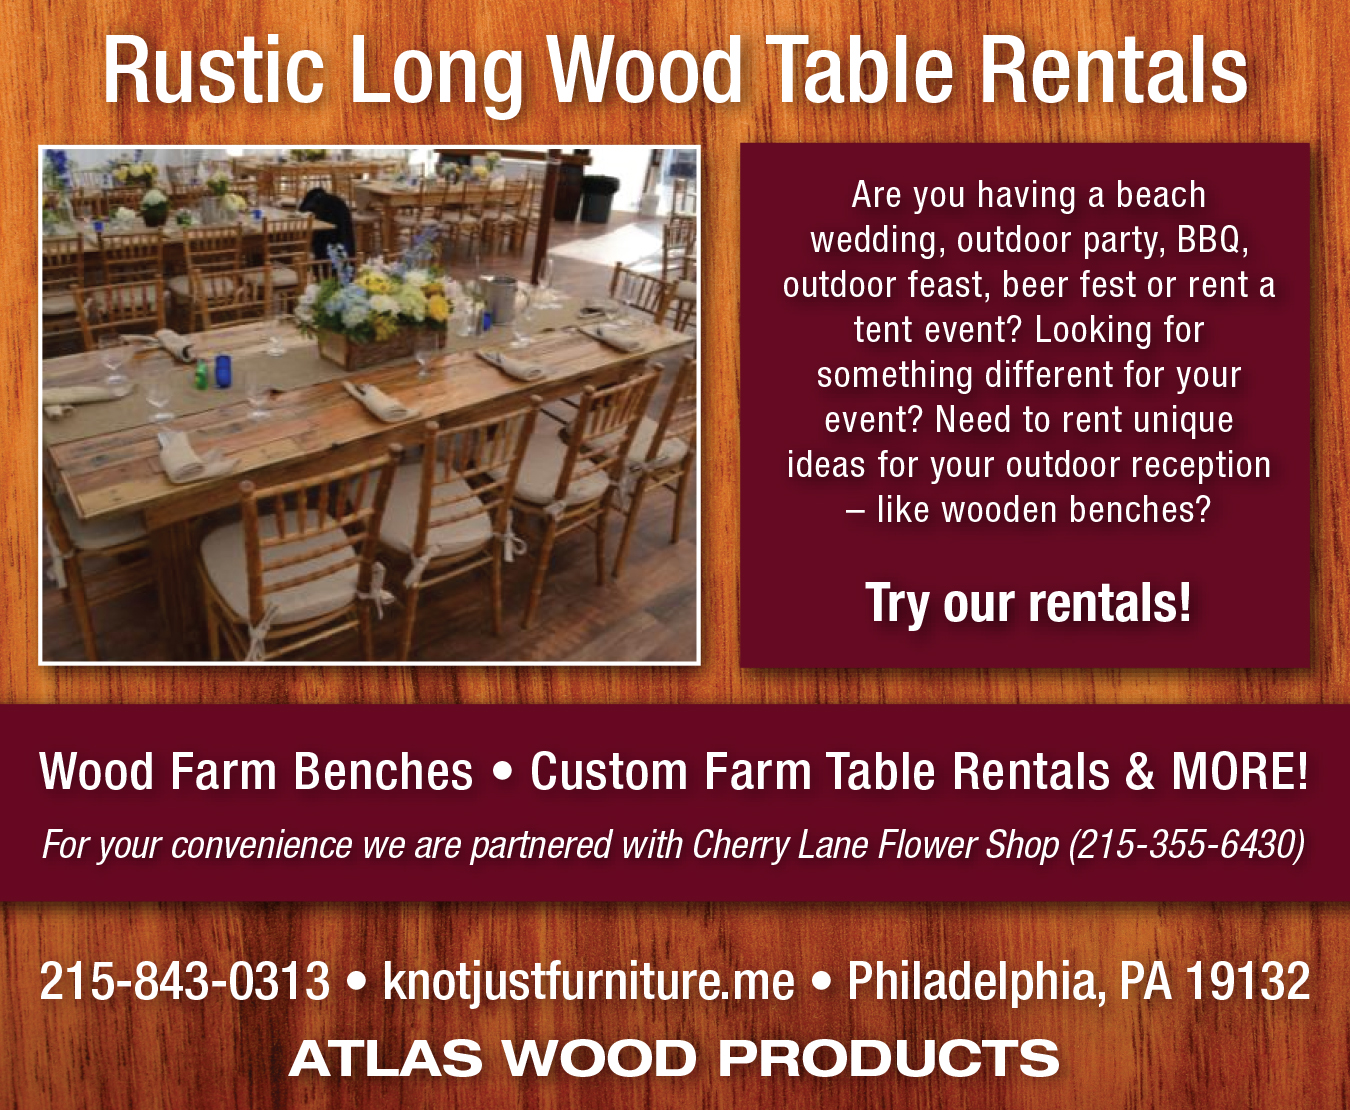 Rustic Long Wood Table Rentals
Are you having a beach
wedding, outdoor party, BBQ,
outdoor feast, beer fest or rent a
tent event? Looking for
something different for your
event? Need to rent unique
ideas for your outdoor reception
– like wooden benches?
Try our rentals!
Wood Farm Benches • Custom Farm Table Rentals & MORE!
For your convenience we are partnered with Cherry Lane Flower Shop (215-355-6430)
215-843-0313 • knotjustfurniture.me • Philadelphia, PA 19132
ATLAS WOOD PRODUCTS